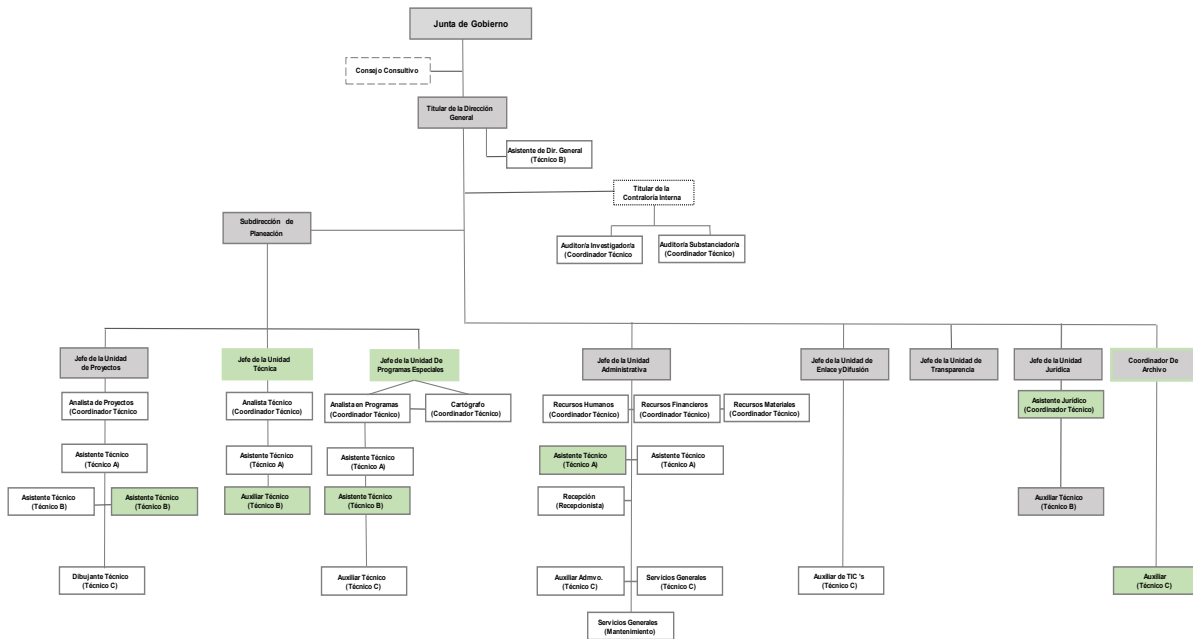 Junta de Gobierno
Consejo Consultivo
Titular de la Dirección
General
Asistente de Dir. General
(Técnico B)
Titular de la
Contraloría Interna
Subdirección de
Planeación
Auditor/a Investigador/a
(Coordinador Técnico
Auditor/a Substanciador/a
(Coordinador Técnico)
Jefe de la Unidad
de Proyectos
Jefe de la Unidad
Técnica
Jefe de la Unidad De
Programas Especiales
Jefe de la Unidad
Administrativa
Jefe de la Unidad de
Enlace y Difusión
Jefe de la Unidad de
Transparencia
Jefe de la Unidad
Jurídica
Coordinador De
Archivo
Analista de Proyectos
(Coordinador Técnico
Analista Técnico
(Coordinador Técnico)
Analista en Programas
(Coordinador Técnico)
Cartógrafo
(Coordinador Técnico)
Recursos Humanos
(Coordinador Técnico)
Recursos Financieros
(Coordinador Técnico)
Recursos Materiales
(Coordinador Técnico)
Asistente Jurídico
(Coordinador Técnico)
Asistente Técnico
(Técnico A)
Asistente Técnico
(Técnico A)
Asistente Técnico
(Técnico A)
Asistente Técnico
(Técnico A)
Asistente Técnico
(Técnico A)
Asistente Técnico
(Técnico B)
Asistente Técnico
(Técnico B)
Auxiliar Técnico
(Técnico B)
Asistente Técnico
(Técnico B)
Recepción
(Recepcionista)
Auxiliar Técnico
(Técnico B)
Dibujante Técnico
(Técnico C)
Auxiliar Técnico
(Técnico C)
Auxiliar Admvo.
(Técnico C)
Servicios Generales
(Técnico C)
Auxiliar de TIC 's
(Técnico C)
Auxiliar
(Técnico C)
Servicios Generales
(Mantenimiento)